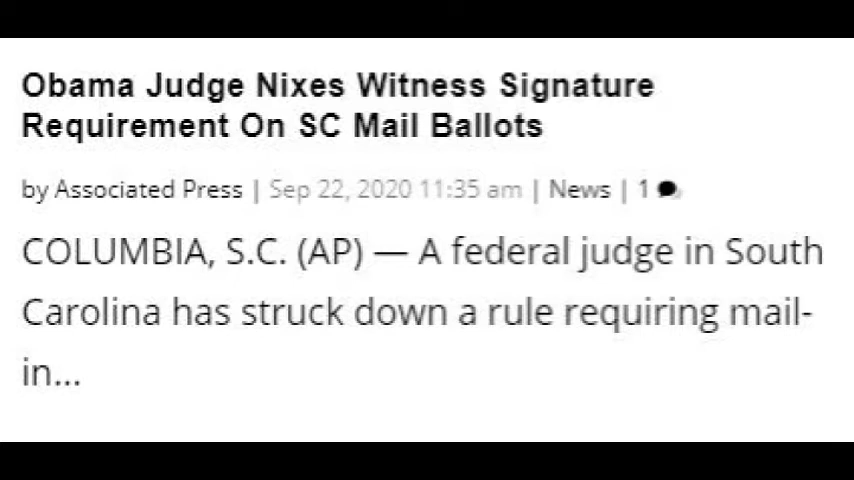 Obama Judge Nixes Witness Signature
Requirement On SC Mail Ballots
by Associated Press | Sep 22, 2020 11:35 am | News | 1
COLUMBIA, S.C. (AP) — A federal judge in South
Carolina has struck down a rule requiring mail-
in...